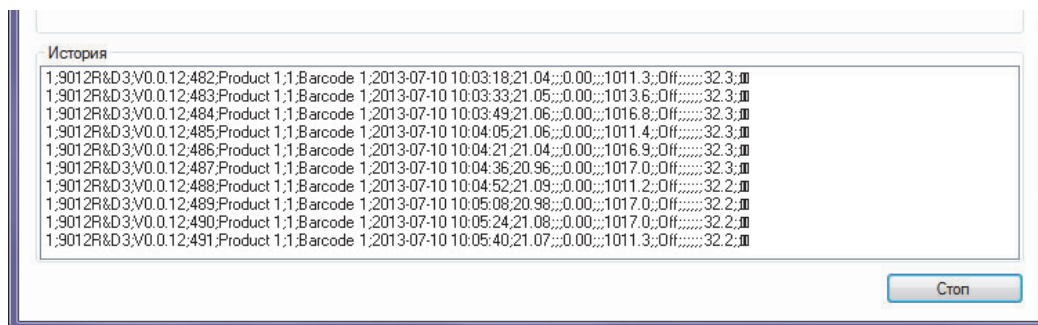 История
1;9012R&D3;V0.0.12;482;Product 1;1;Barcode 1;2013-07-10 10:03:18;21.04;;;0.00;;;1011.3;;Off;;;;;;32.3;
1;9012R&D3;V0.0.12;483;Product 1;1;Barcode 1;2013-07-10 10:03:33;21.05;;;0.00;;;1013.6;;Off;;;;;;32.3;
1;9012R&D3;V0.0.12;484;Product 1;1;Barcode 1;2013-07-10 10:03:49;21.06;;;0.00;;;1016.8;;Off;;;;;;32.3;
1;9012R&D3;V0.0.12;485;Product 1;1;Barcode 1;2013-07-10 10:04:05;21.06;;;0.00;;;1011.4;;Off;;;;;;32.3;
1;9012R&D3;V0.0.12;486;Product 1;1;Barcode 1;2013-07-10 10:04:21;21.04;;;0.00;;;1016.9;;Off;;;;;;32.3;
1;9012R&D3;V0.0.12;487;Product 1;1;Barcode 1;2013-07-10 10:04:36;20.96;;;0.00;;;1017.0;;Off;;;;;;32.3;
1;9012R&D3;V0.0.12;488;Product 1;1;Barcode 1;2013-07-10 10:04:52;21.09;;;0.00;;;1011.2;;Off;;;;;;32.2;
1;9012R&D3;V0.0.12;489;Product 1;1;Barcode 1;2013-07-10 10:05:08;20.98;;;0.00;;;1017.0;;Off;;;;;;32.2;
1;9012R&D3;V0.0.12;490;Product 1;1;Barcode 1;2013-07-10 10:05:24;21.08;;;0.00;;;1017.0;;Off;;;;;;32.2;
1;9012R&D3;V0.0.12;491;Product 1;1;Barcode 1;2013-07-10 10:05:40;21.07;;;0.00;;;1011.3;;Off;;;;;;32.2;
Стоп